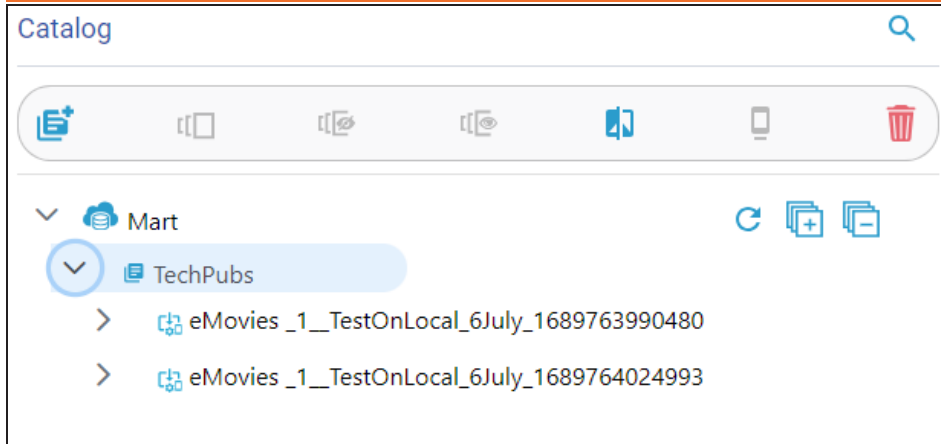 Catalog
Mart
TechPubs
eMovies _1__TestOnLocal_6July_1689763990480
eMovies _1__TestOnLocal_6July_1689764024993